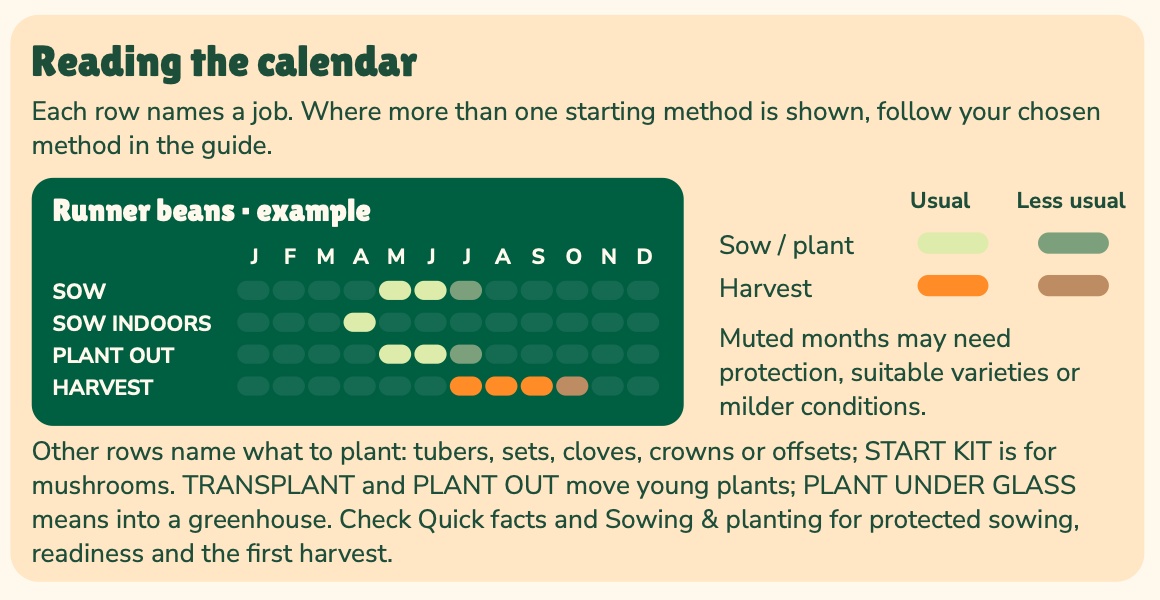 Reading the calendar
Each row names a job. Where more than one starting method is shown, follow your chosen
method in the guide.
Runner beans · example
J F M A M J J A S O N D
SOW
SOW INDOORS
PLANT OUT
HARVEST
Usual Less usual
Sow / plant
Harvest
Muted months may need
protection, suitable varieties or
milder conditions.
Other rows name what to plant: tubers, sets, cloves, crowns or offsets; START KIT is for
mushrooms. TRANSPLANT and PLANT OUT move young plants; PLANT UNDER GLASS
means into a greenhouse. Check Quick facts and Sowing & planting for protected sowing,
readiness and the first harvest.